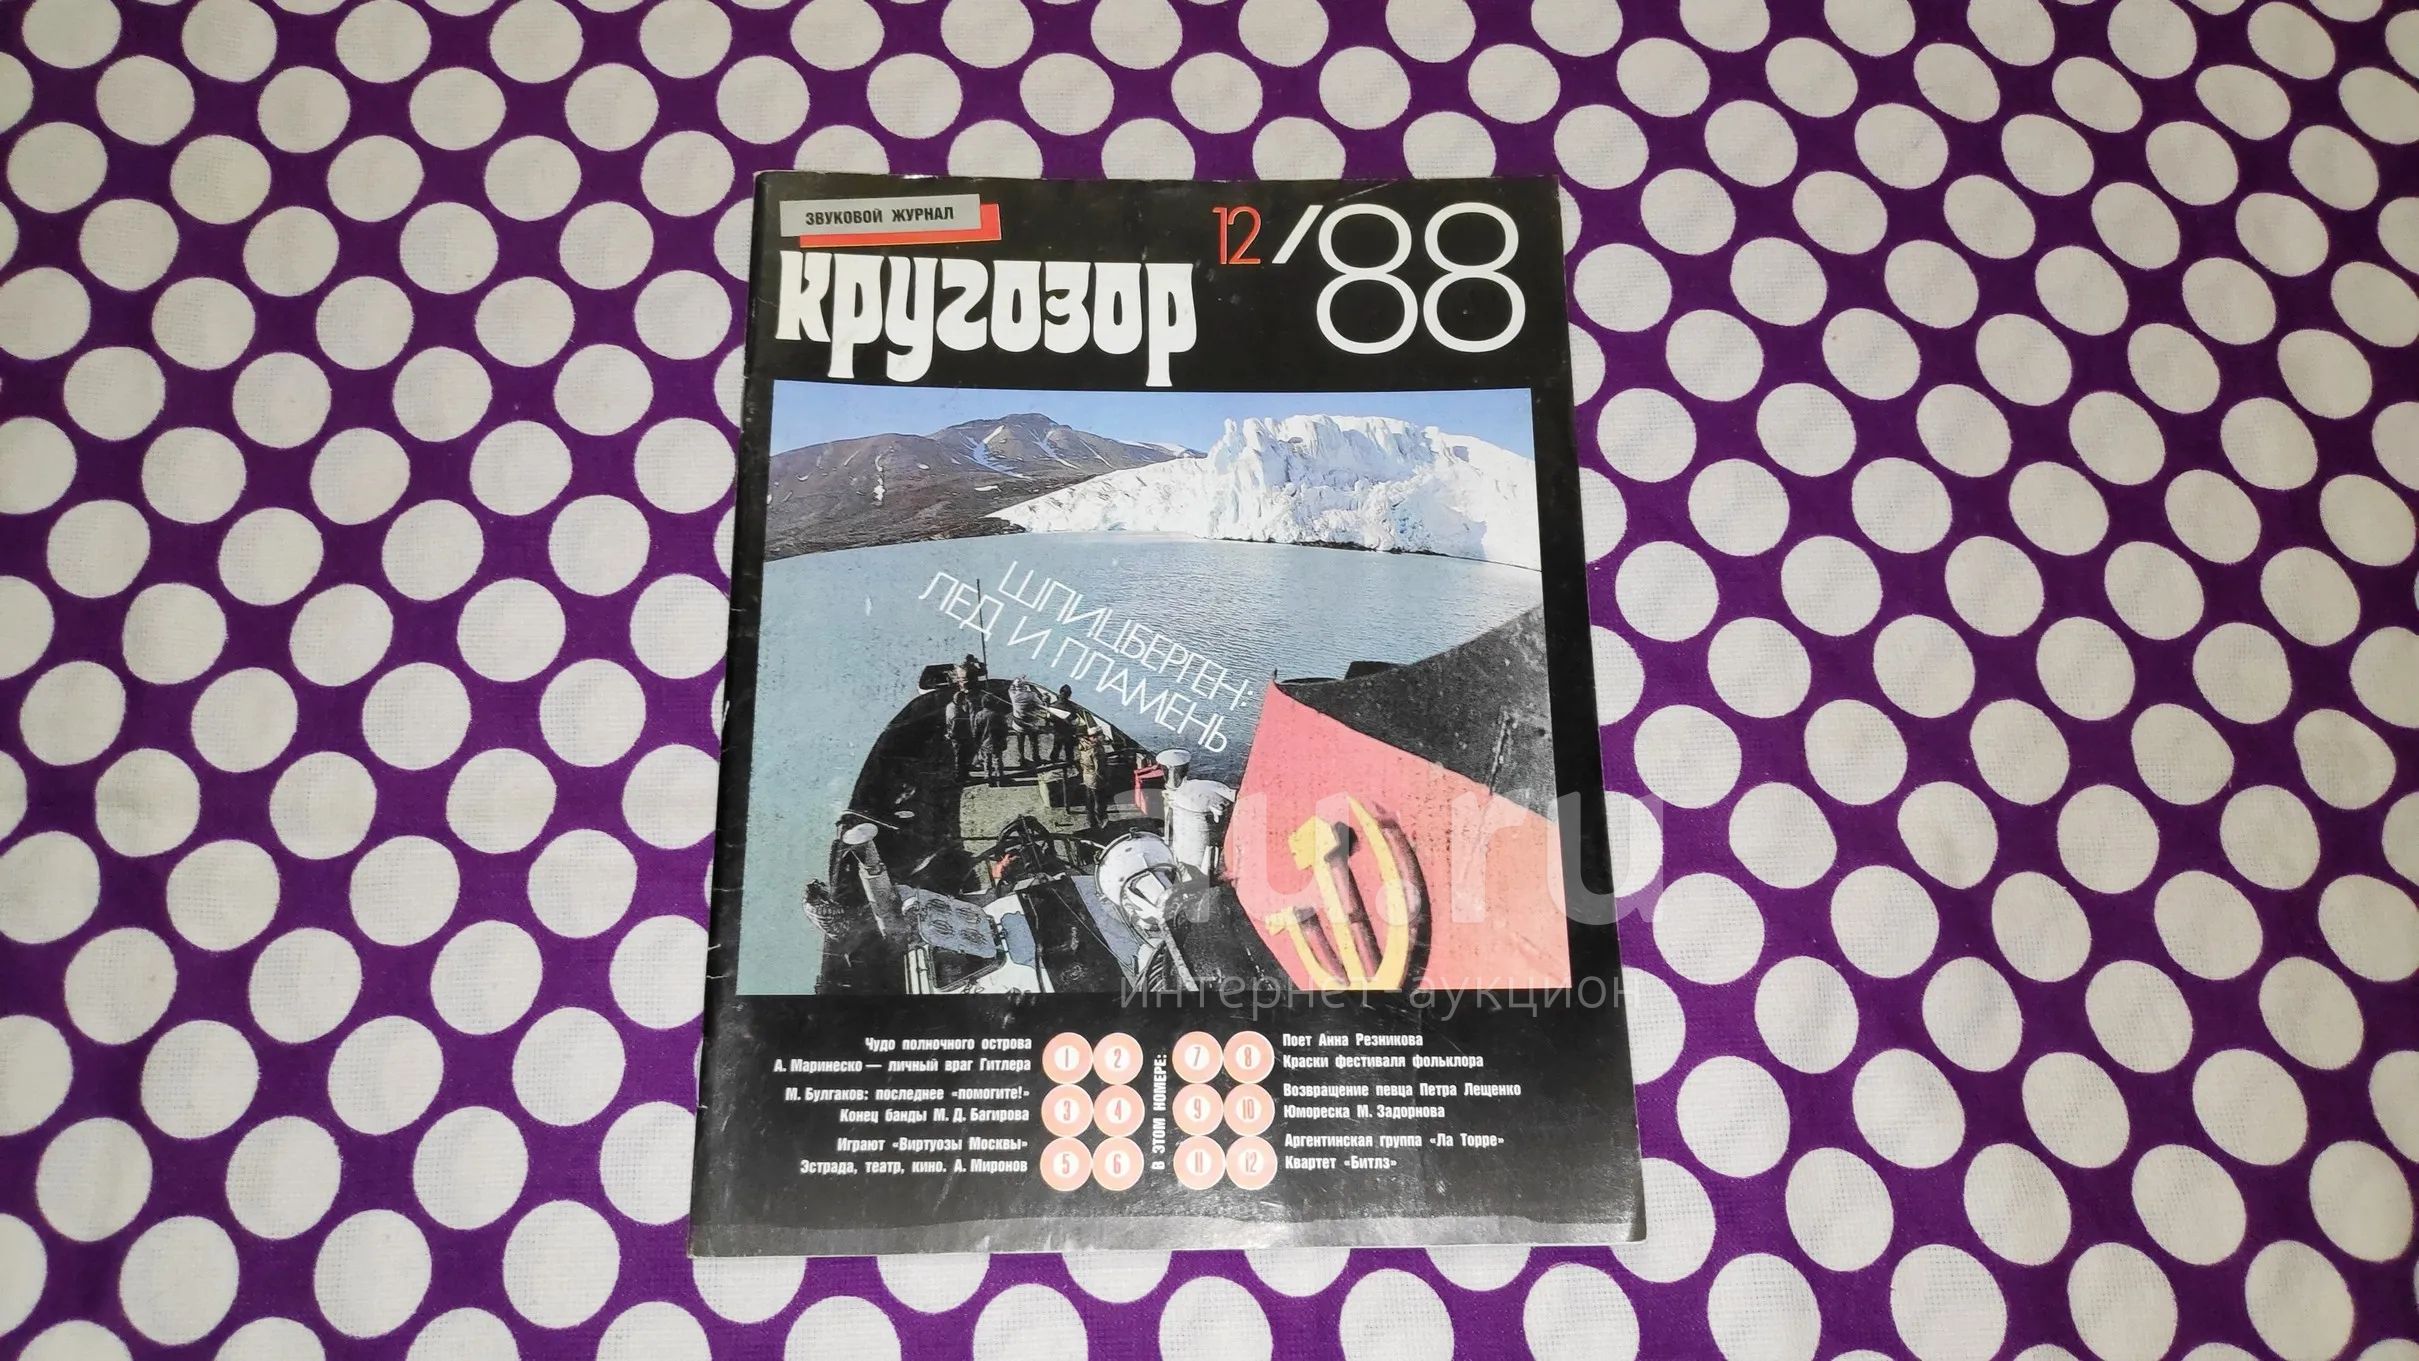 ЗВУКОВОЙ ЖУРНАЛ
12/88
кругозор
ШПИЦБЕРГЕН:
ЛЕД И ПЛАМЕНЬ
au.ru
интернет аукцион
В ЭТОМ НОМЕРЕ:
Чудо полночного острова 1
А. Маринеско — личный враг Гитлера 2
М. Булгаков: последнее «помогите!» 3
Конец банды М. Д. Багирова 4
Играют «Виртуозы Москвы» 5
Эстрада, театр, кино. А. Миронов 6
7 Поет Анна Резникова
8 Краски фестиваля фольклора
9 Возвращение певца Петра Лещенко
10 Юмореска М. Задорнова
11 Аргентинская группа «Ла Торре»
12 Квартет «Битлз»